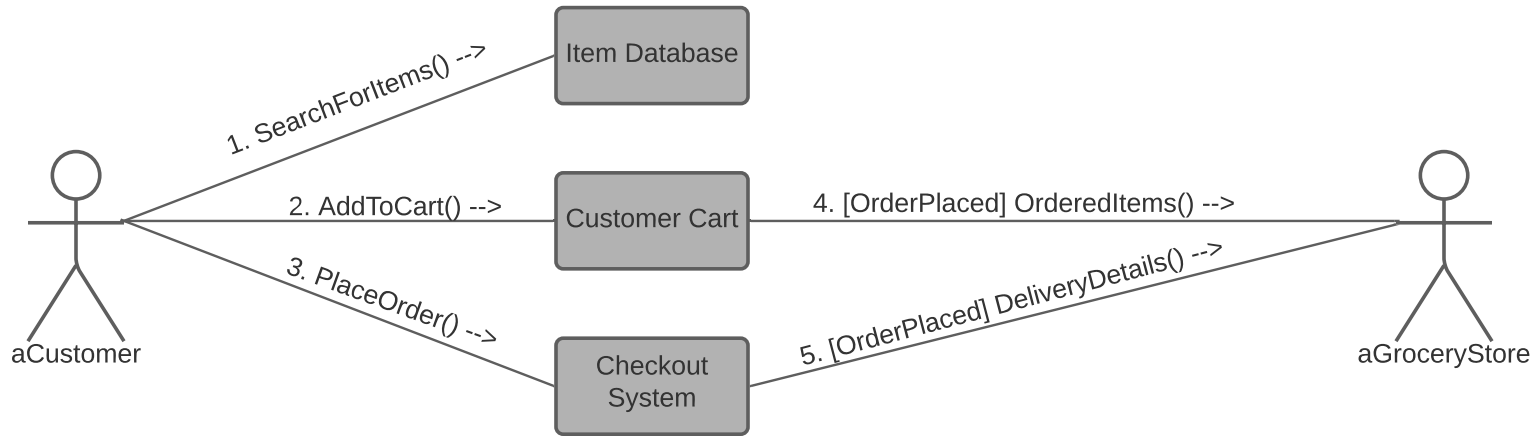 Item Database
1. SearchForItems() -->
2. AddToCart() -->
Customer Cart
4. [OrderPlaced] OrderedItems() -->
3. PlaceOrder() -->
5. [OrderPlaced] DeliveryDetails() -->
aCustomer
Checkout
System
aGroceryStore